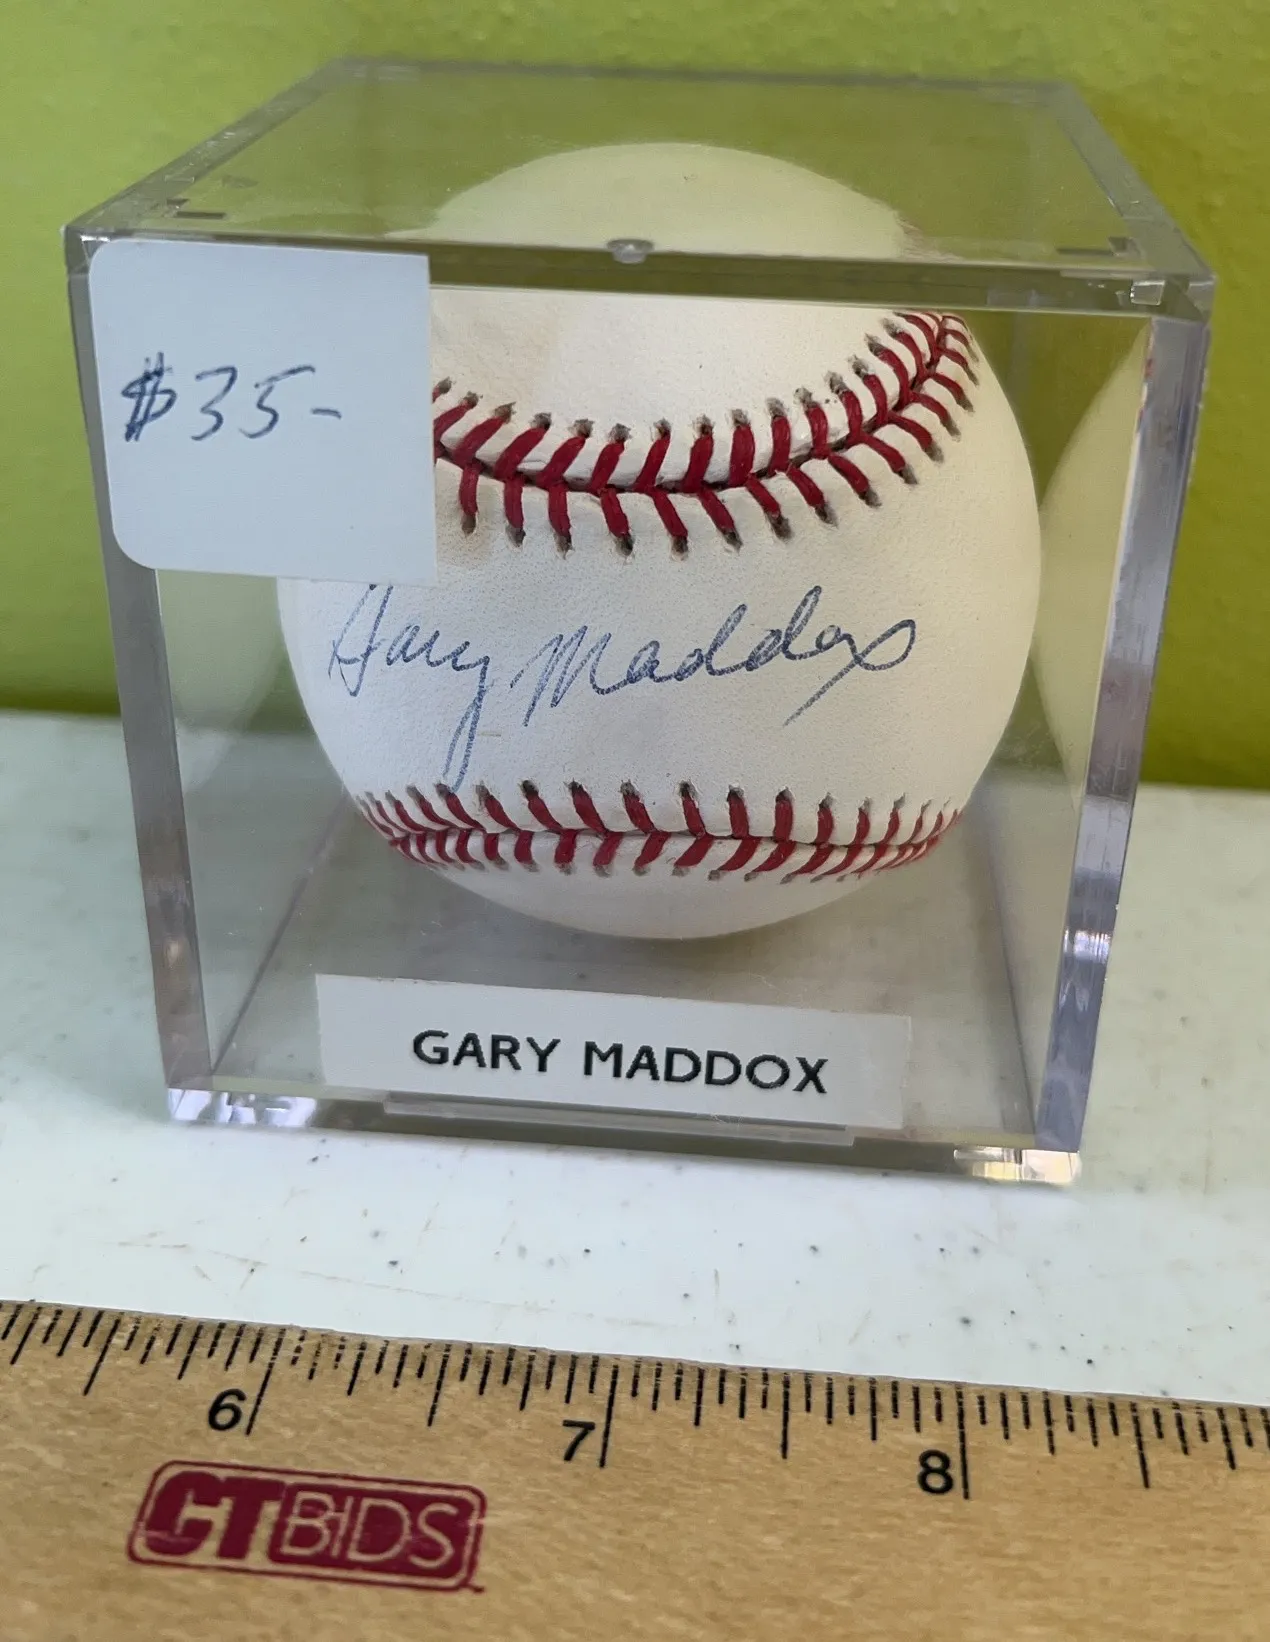 $35-
Gary Maddox
GARY MADDOX
6 7 8
CTBIDS